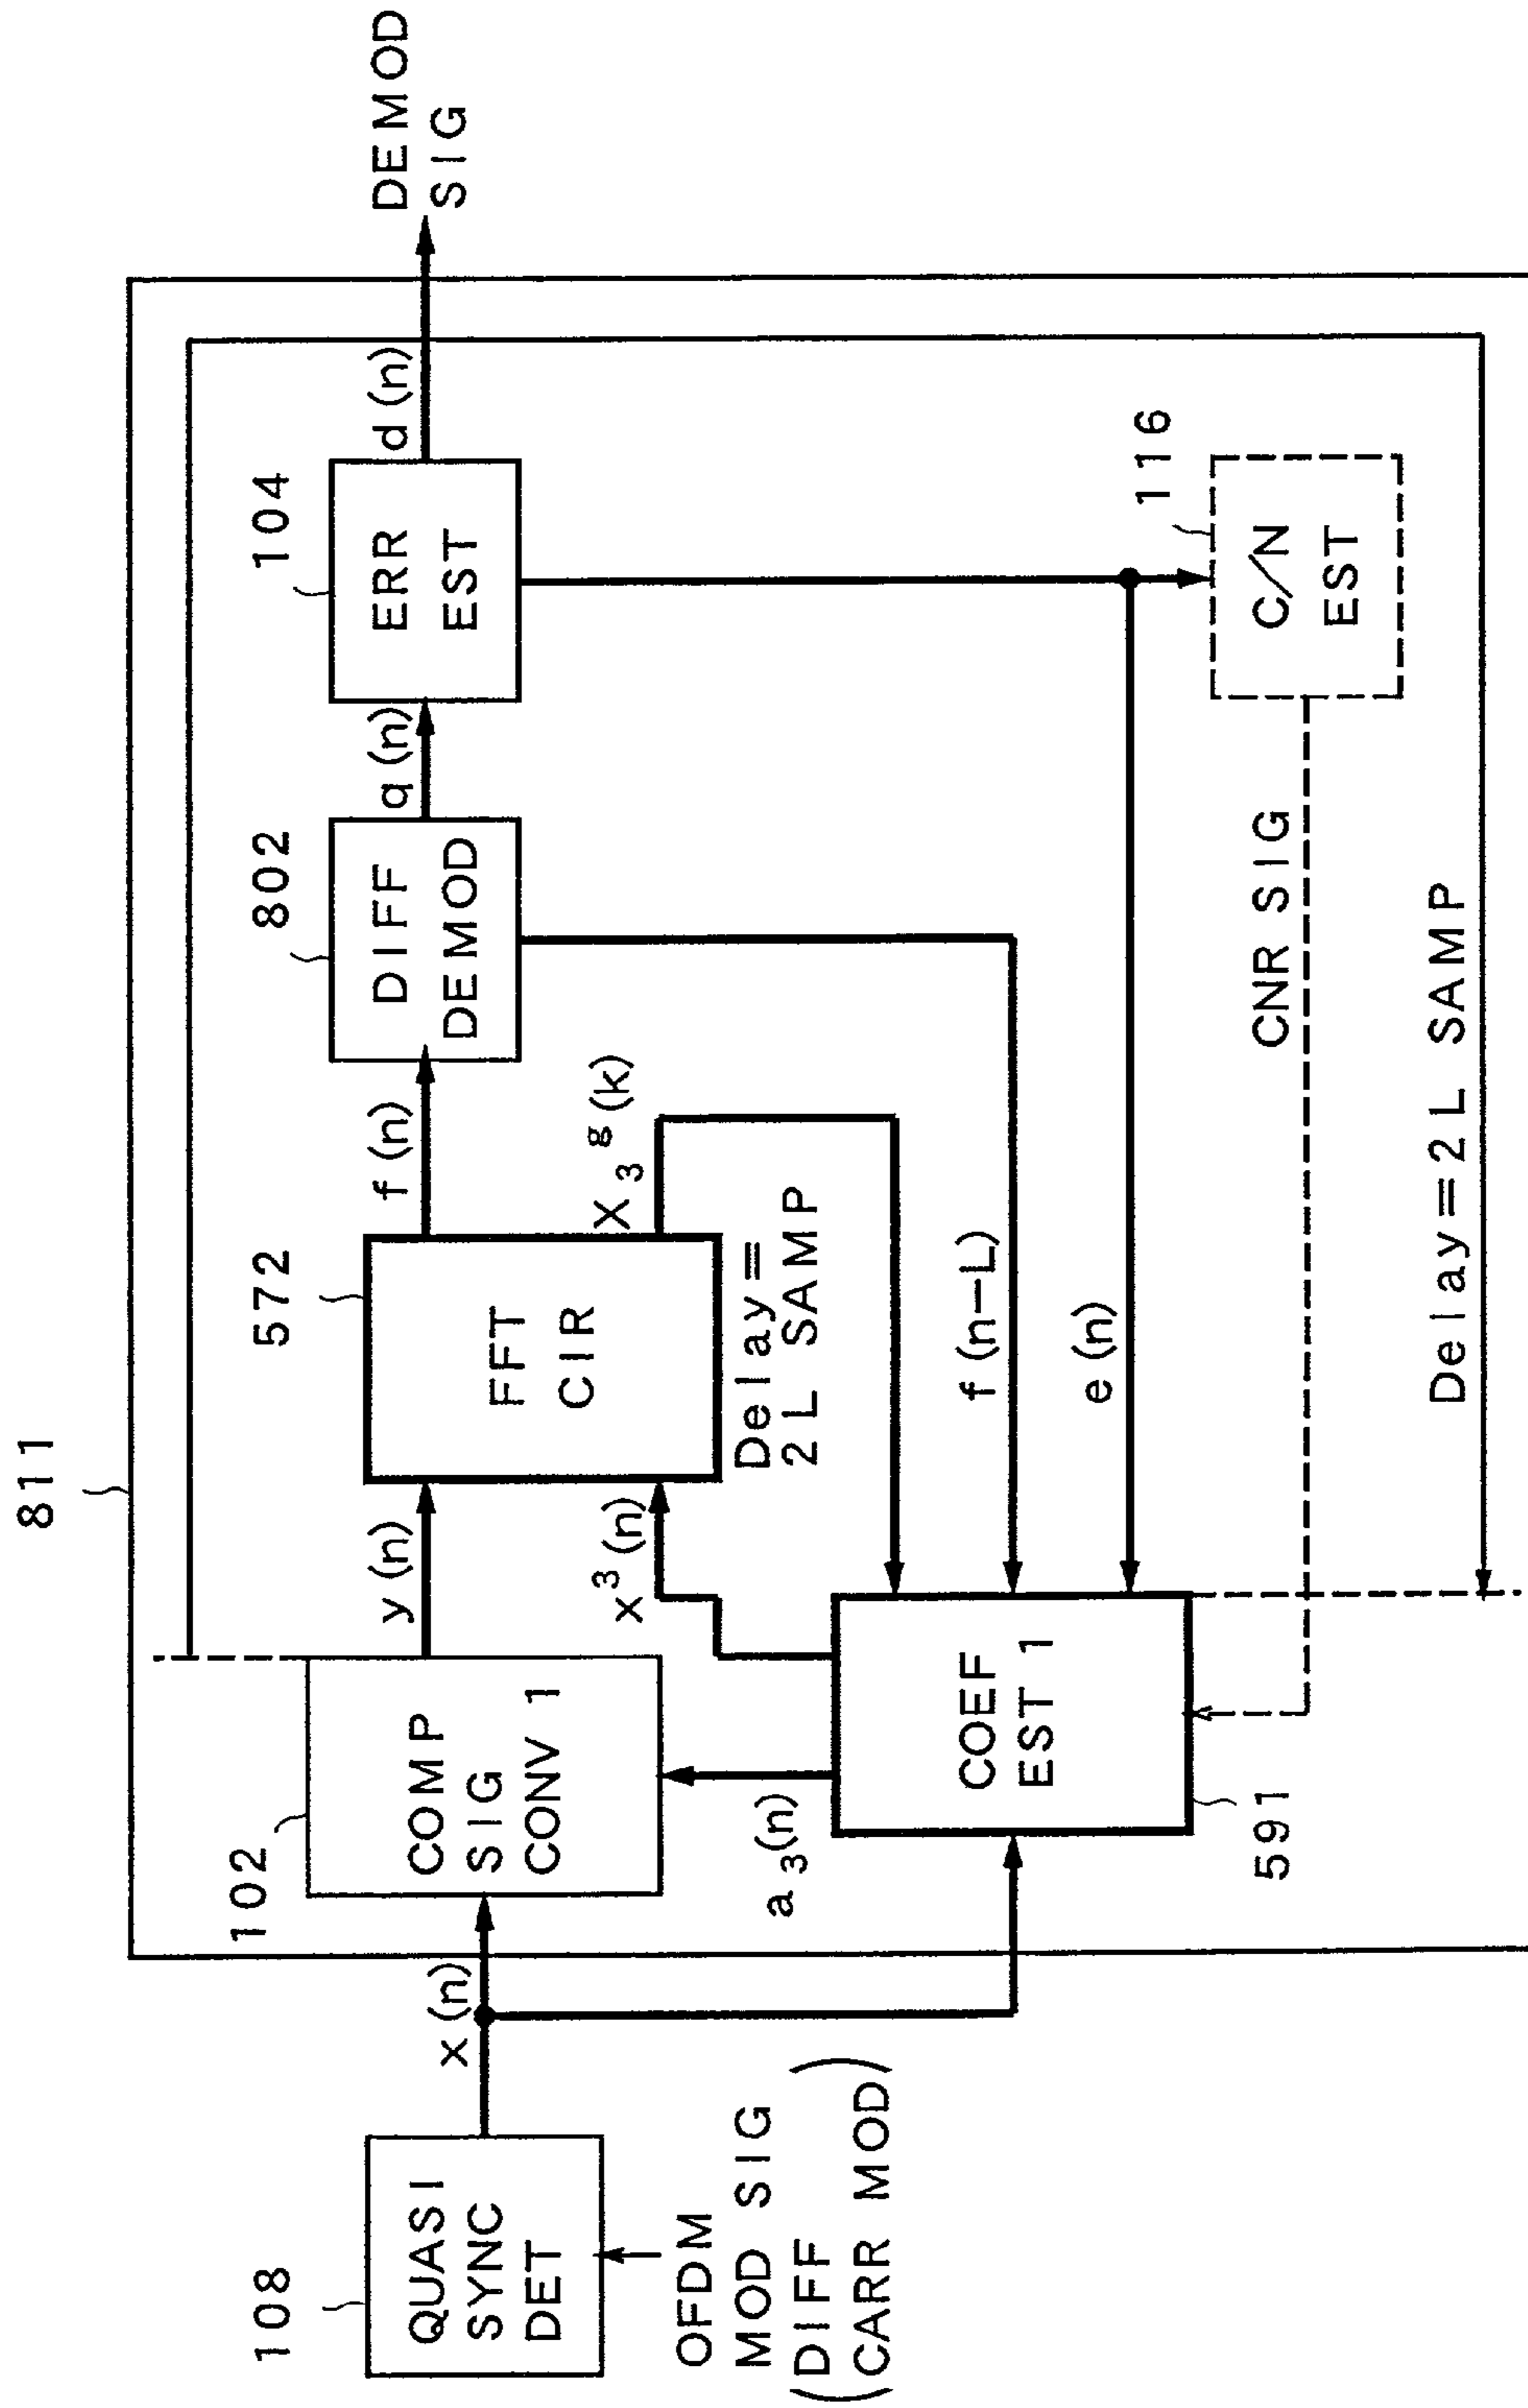 811
108
QUASI
SYNC
DET
OFDM
MOD SIG
(DIFF
CARR MOD)
x (n)
102
COMP
SIG
CONV 1
y (n)
a3(n)
x3 (n)
572
FFT
CIR
Delay=
2 L SAMP
X3g (k)
f (n)
802
DIFF
DEMOD
q (n)
104
ERR
EST
d (n)
DEMOD
SIG
591
COEF
EST 1
f (n−L)
e (n)
116
C/N
EST
CNR SIG
Delay=2 L SAMP